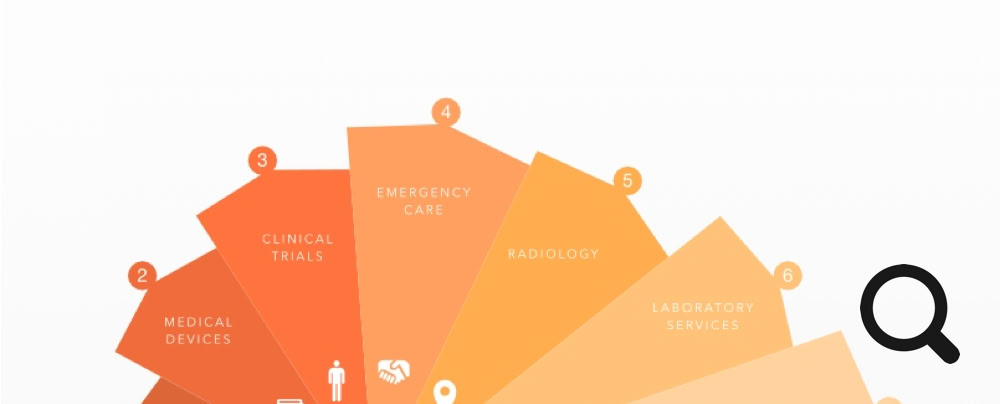 2
MEDICAL
DEVICES
3
CLINICAL
TRIALS
4
EMERGENCY
CARE
5
RADIOLOGY
6
LABORATORY
SERVICES